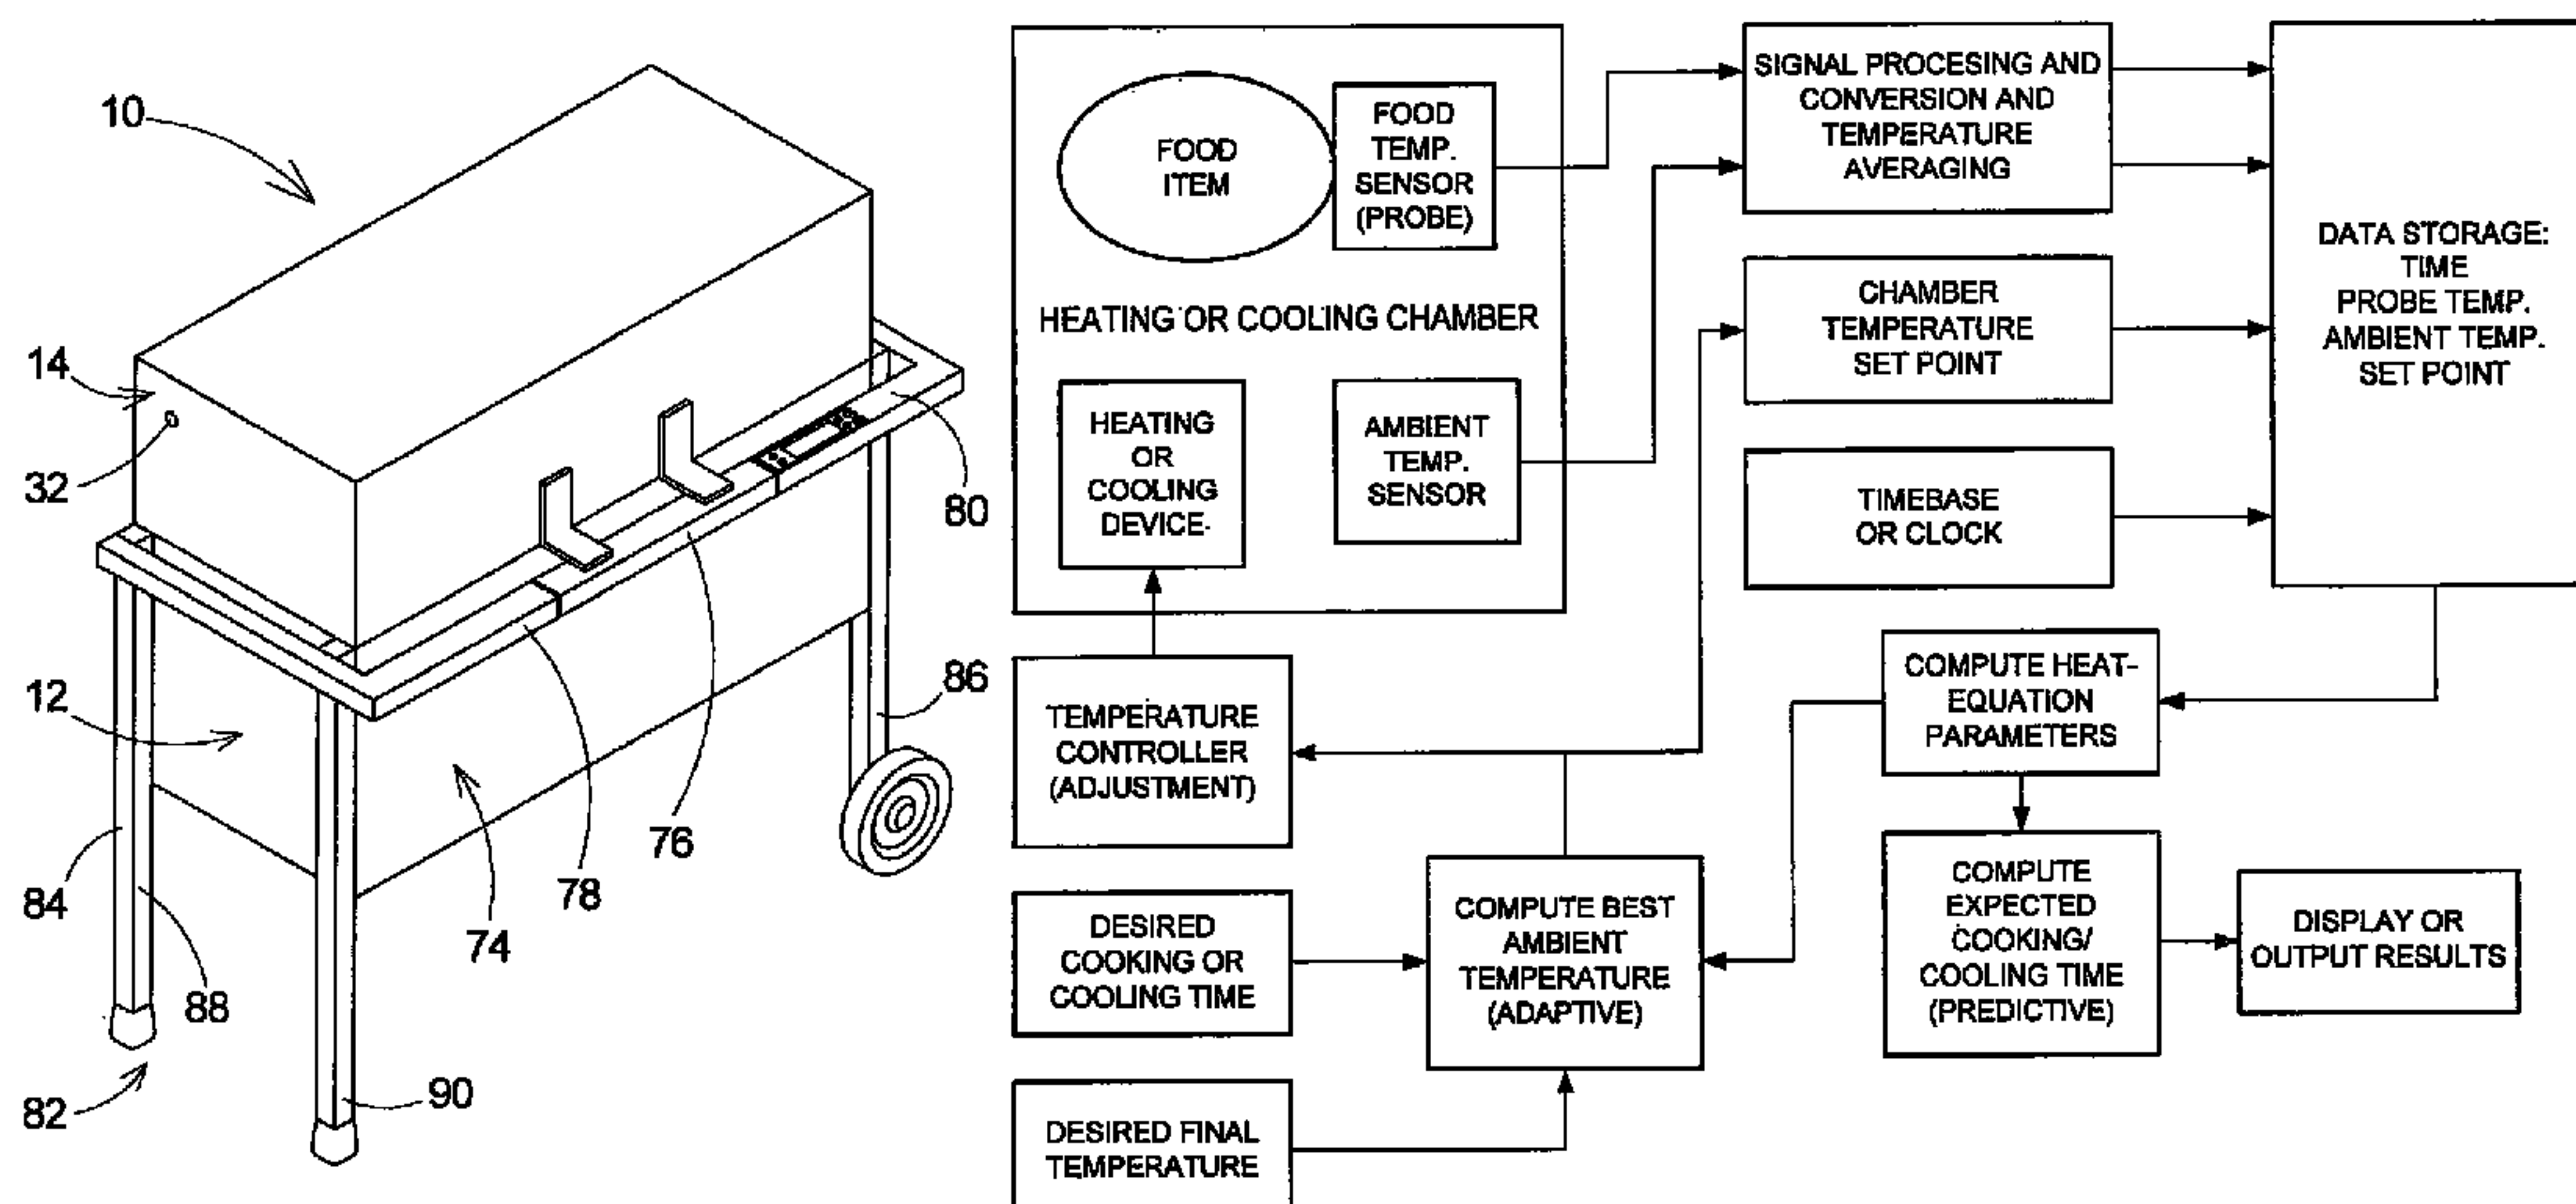 10
14
32
12
84
88
82
90
74
78
76
86
80
FOOD
ITEM
FOOD
TEMP.
SENSOR
(PROBE)
HEATING OR COOLING CHAMBER
HEATING
OR
COOLING
DEVICE-
AMBIENT
TEMP.
SENSOR
SIGNAL PROCESING AND
CONVERSION AND
TEMPERATURE
AVERAGING
CHAMBER
TEMPERATURE
SET POINT
TIMEBASE
OR CLOCK
DATA STORAGE:
TIME
PROBE TEMP.
AMBIENT TEMP.
SET POINT
TEMPERATURE
CONTROLLER
(ADJUSTMENT)
COMPUTE HEAT-
EQUATION
PARAMETERS
DESIRED
COOKING OR
COOLING TIME
COMPUTE BEST
AMBIENT
TEMPERATURE
(ADAPTIVE)
COMPUTE
EXPECTED
COOKING/
COOLING TIME
(PREDICTIVE)
DISPLAY OR
OUTPUT RESULTS
DESIRED FINAL
TEMPERATURE